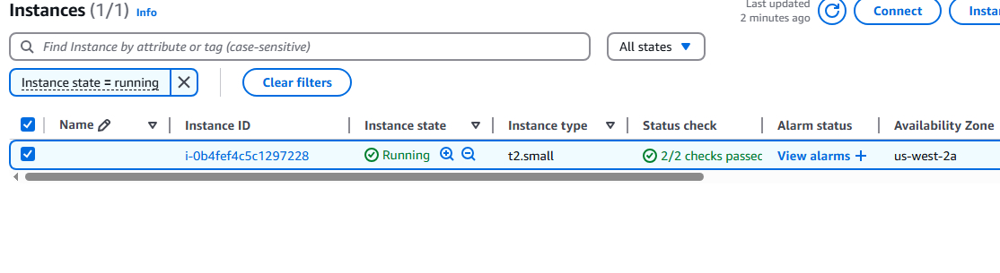 Instances (1/1) Info
Last updated
2 minutes ago
Connect
Find Instance by attribute or tag (case-sensitive)
All states
Instance state = running
Clear filters
Name Instance ID Instance state Instance type Status check Alarm status Availability Zone
i-0b4fef4c5c1297228 Running t2.small 2/2 checks View alarms + us-west-2a